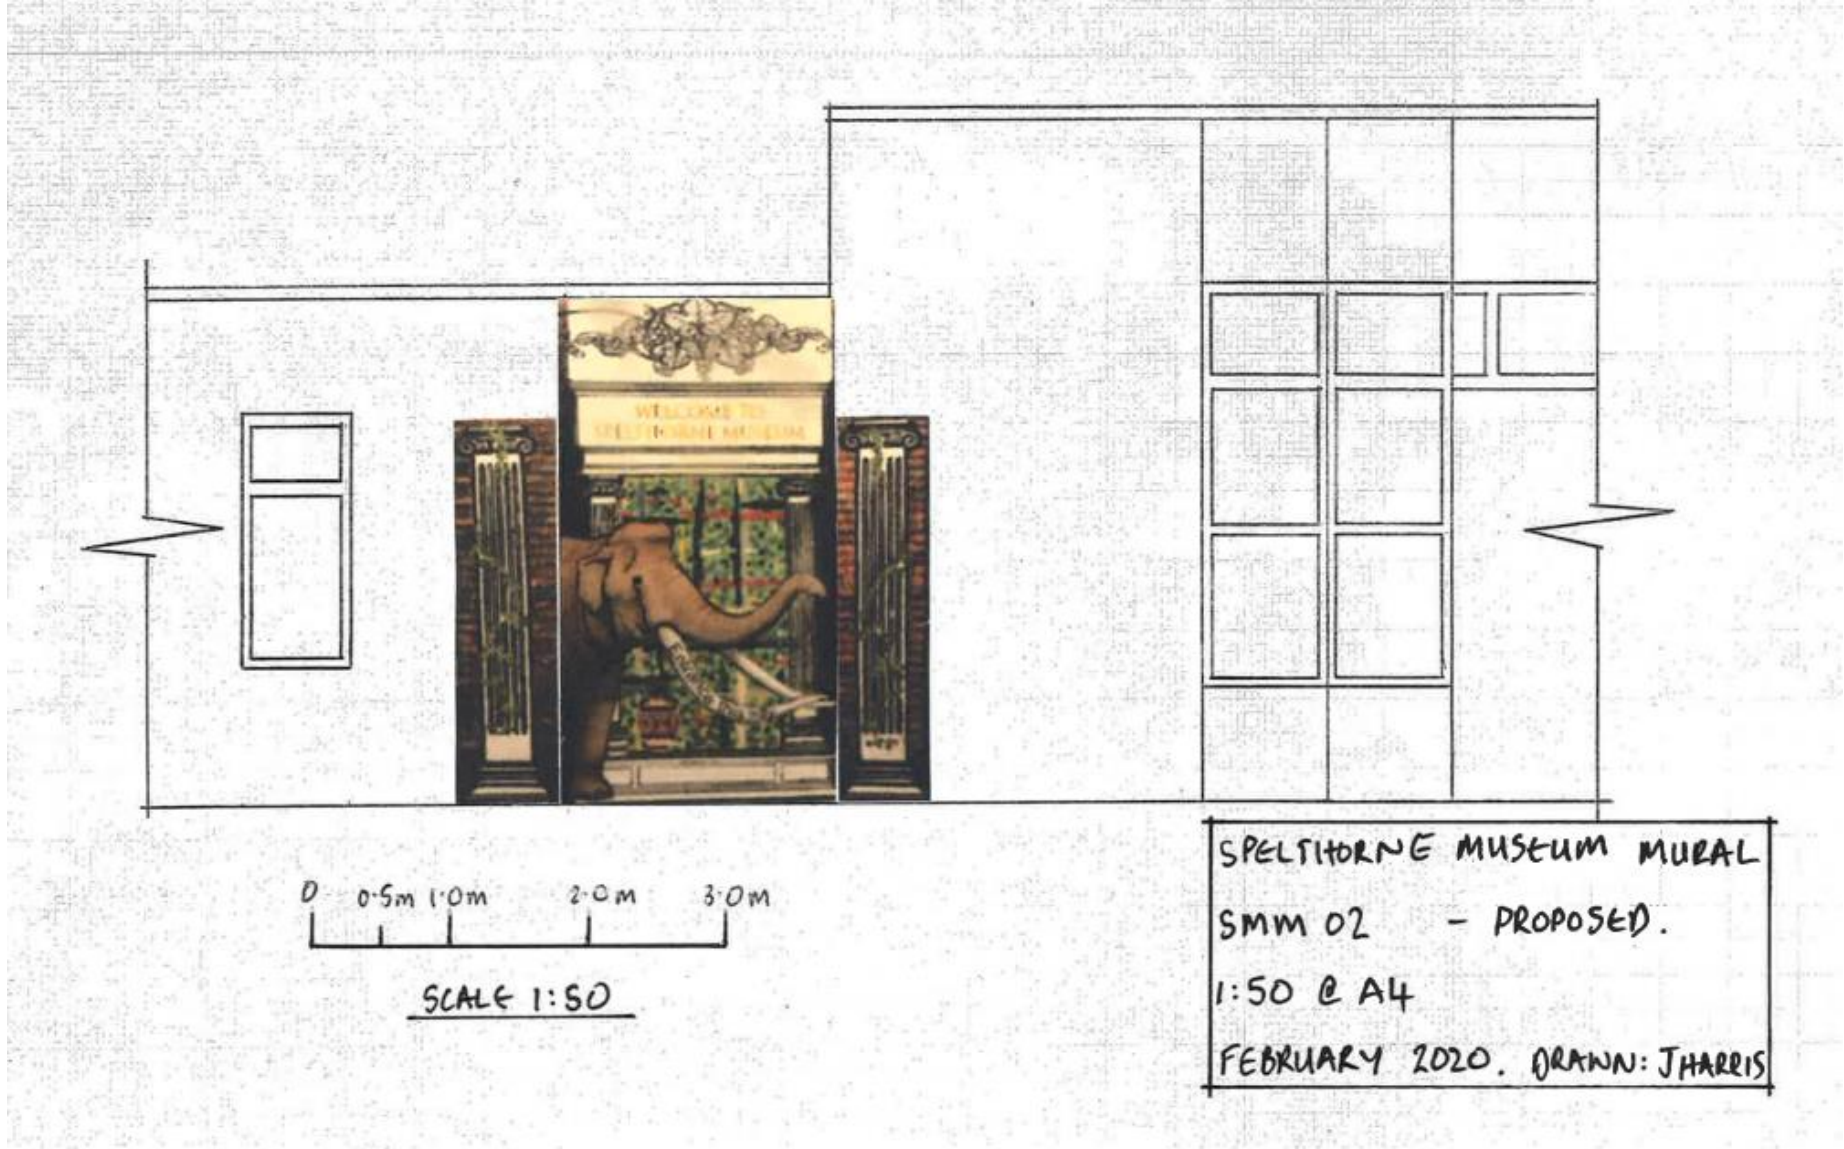 WELCOME TO
SPELTHORNE MUSEUM
0 0.5m 1.0m 2.0m 3.0m
SCALE 1:50
SPELTHORNE MUSEUM MURAL
SMM 02 - PROPOSED.
1:50 @ A4
FEBRUARY 2020. DRAWN: J HARRIS